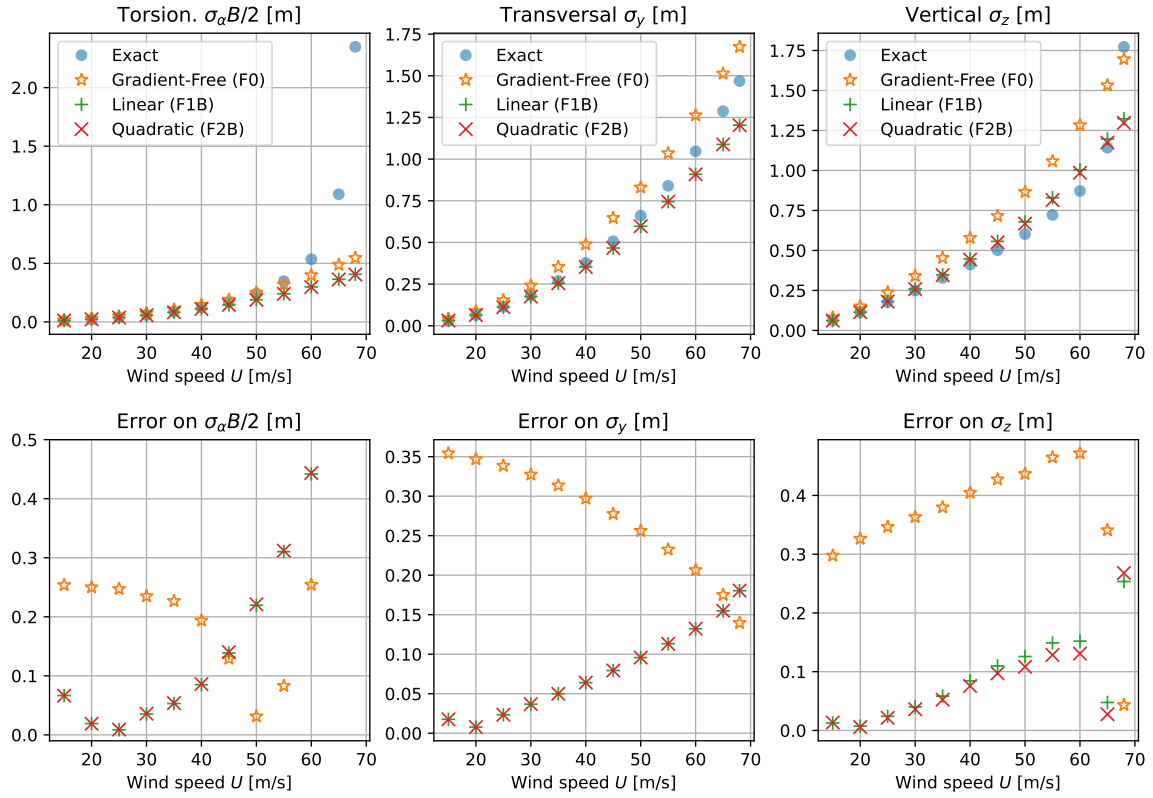 Torsion. σ_αB/2 [m]
2.0
1.5
1.0
0.5
0.0
Exact
Gradient-Free (F0)
Linear (F1B)
Quadratic (F2B)
20 30 40 50 60 70
Wind speed U [m/s]
Transversal σ_y [m]
1.75
1.50
1.25
1.00
0.75
0.50
0.25
0.00
Exact
Gradient-Free (F0)
Linear (F1B)
Quadratic (F2B)
20 30 40 50 60 70
Wind speed U [m/s]
Vertical σ_z [m]
1.75
1.50
1.25
1.00
0.75
0.50
0.25
0.00
Exact
Gradient-Free (F0)
Linear (F1B)
Quadratic (F2B)
20 30 40 50 60 70
Wind speed U [m/s]
Error on σ_αB/2 [m]
0.5
0.4
0.3
0.2
0.1
0.0
20 30 40 50 60 70
Wind speed U [m/s]
Error on σ_y [m]
0.35
0.30
0.25
0.20
0.15
0.10
0.05
0.00
20 30 40 50 60 70
Wind speed U [m/s]
Error on σ_z [m]
0.4
0.3
0.2
0.1
0.0
20 30 40 50 60 70
Wind speed U [m/s]